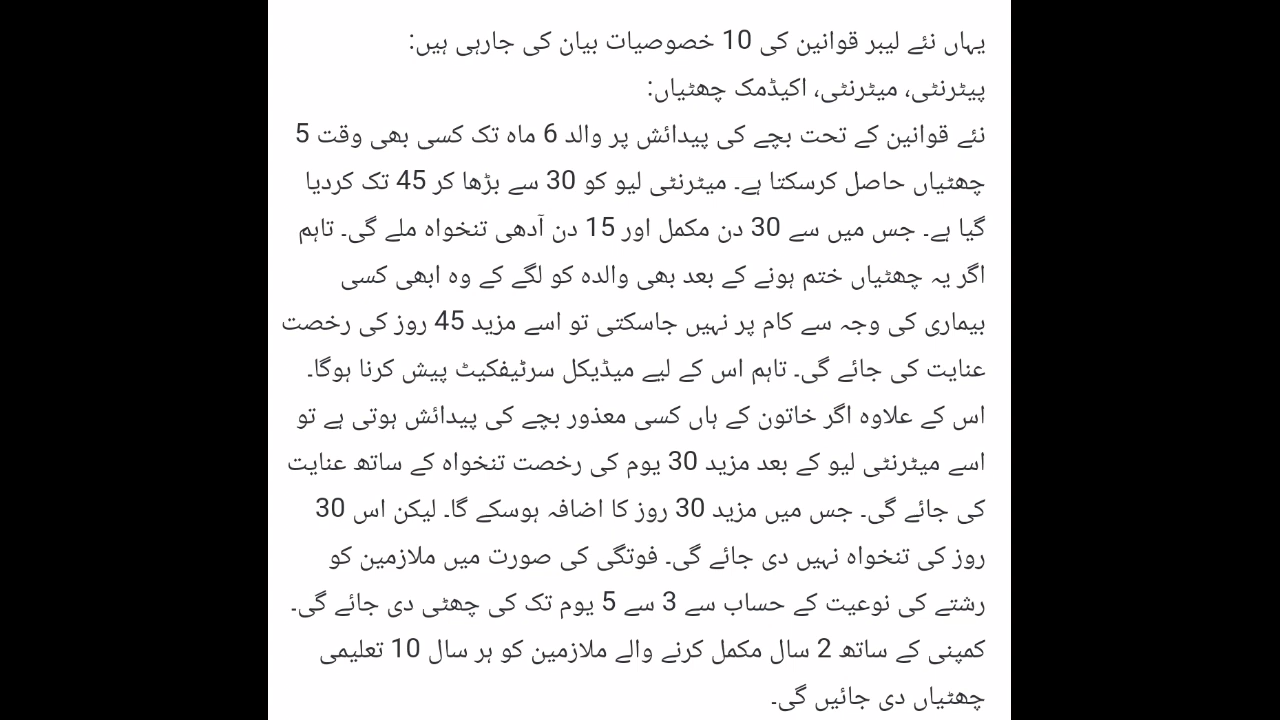 یہاں نئے لیبر قوانین کی 10 خصوصیات بیان کی جارہی ہیں:
پیٹرنٹی، میٹرنٹی، اکیڈمک چھٹیاں:
نئے قوانین کے تحت بچے کی پیدائش پر والد 6 ماہ تک کسی بھی وقت 5
چھٹیاں حاصل کرسکتا ہے۔ میٹرنٹی لیو کو 30 سے بڑھا کر 45 تک کردیا
گیا ہے۔ جس میں سے 30 دن مکمل اور 15 دن آدھی تنخواہ ملے گی۔ تاہم
اگر یہ چھٹیاں ختم ہونے کے بعد بھی والدہ کو لگے کے وہ ابھی کسی
بیماری کی وجہ سے کام پر نہیں جاسکتی تو اسے مزید 45 روز کی رخصت
عنایت کی جائے گی۔ تاہم اس کے لیے میڈیکل سرٹیفکیٹ پیش کرنا ہوگا۔
اس کے علاوہ اگر خاتون کے ہاں کسی معذور بچے کی پیدائش ہوتی ہے تو
اسے میٹرنٹی لیو کے بعد مزید 30 یوم کی رخصت تنخواہ کے ساتھ عنایت
کی جائے گی۔ جس میں مزید 30 روز کا اضافہ ہوسکے گا۔ لیکن اس 30
روز کی تنخواہ نہیں دی جائے گی۔ فوتگی کی صورت میں ملازمین کو
رشتے کی نوعیت کے حساب سے 3 سے 5 یوم تک کی چھٹی دی جائے گی۔
کمپنی کے ساتھ 2 سال مکمل کرنے والے ملازمین کو ہر سال 10 تعلیمی
چھٹیاں دی جائیں گی۔